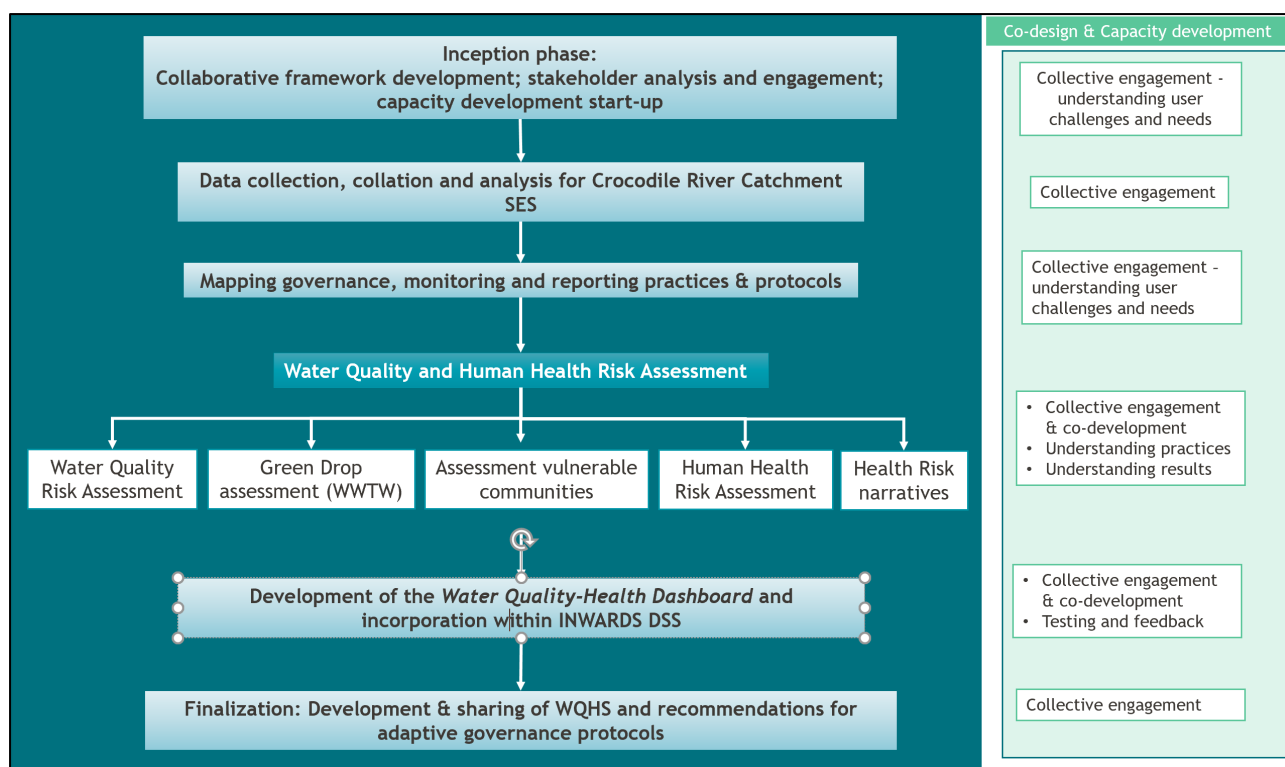 Co-design & Capacity development
Inception phase:
Collaborative framework development; stakeholder analysis and engagement;
capacity development start-up
Collective engagement -
understanding user
challenges and needs
Data collection, collation and analysis for Crocodile River Catchment
SES
Collective engagement
Mapping governance, monitoring and reporting practices & protocols
Collective engagement -
understanding user
challenges and needs
Water Quality and Human Health Risk Assessment
• Collective engagement
& co-development
• Understanding practices
• Understanding results
Water Quality
Risk Assessment
Green Drop
assessment (WWTW)
Assessment vulnerable
communities
Human Health
Risk Assessment
Health Risk
narratives
Development of the Water Quality-Health Dashboard and
incorporation within INWARDS DSS
• Collective engagement
& co-development
• Testing and feedback
Finalization: Development & sharing of WQHS and recommendations for
adaptive governance protocols
Collective engagement